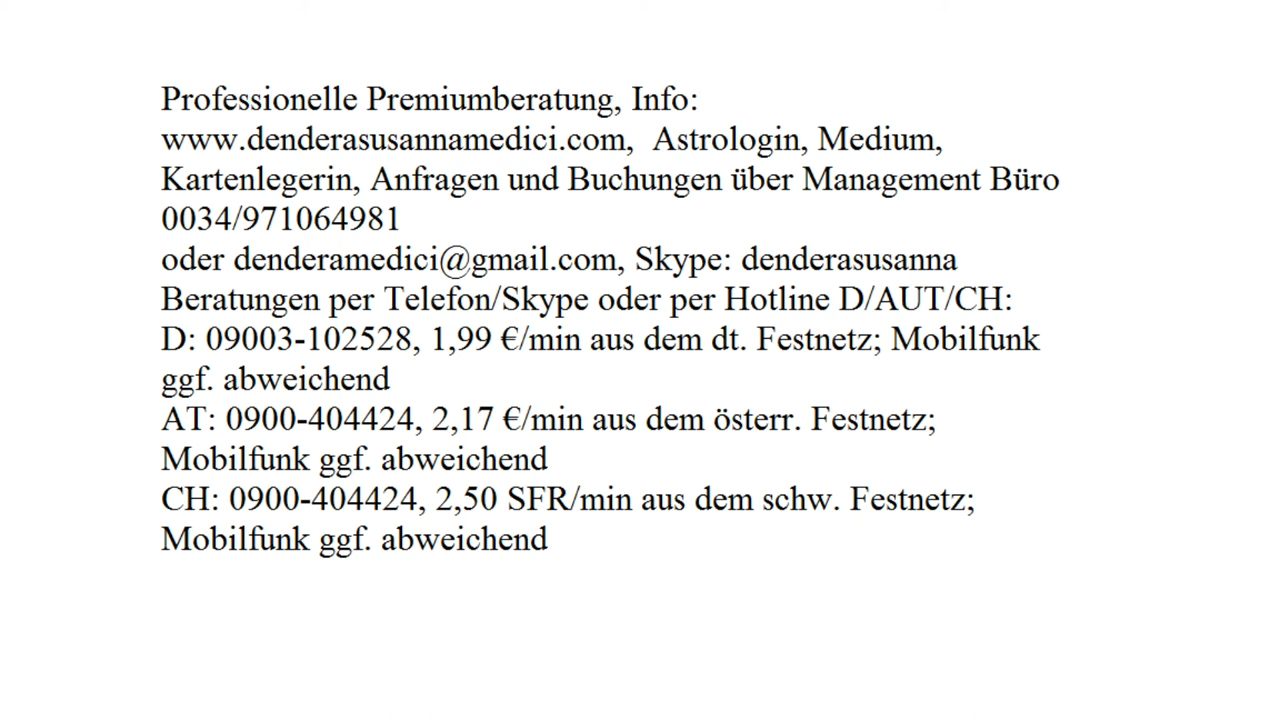 Professionelle Premiumberatung, Info:
www.denderasusannamedici.com,  Astrologin, Medium,
Kartenlegerin, Anfragen und Buchungen über Management Büro
0034/971064981
oder denderamedici@gmail.com, Skype: denderasusanna
Beratungen per Telefon/Skype oder per Hotline D/AUT/CH:
D: 09003-102528, 1,99 €/min aus dem dt. Festnetz; Mobilfunk
ggf. abweichend
AT: 0900-404424, 2,17 €/min aus dem österr. Festnetz;
Mobilfunk ggf. abweichend
CH: 0900-404424, 2,50 SFR/min aus dem schw. Festnetz;
Mobilfunk ggf. abweichend